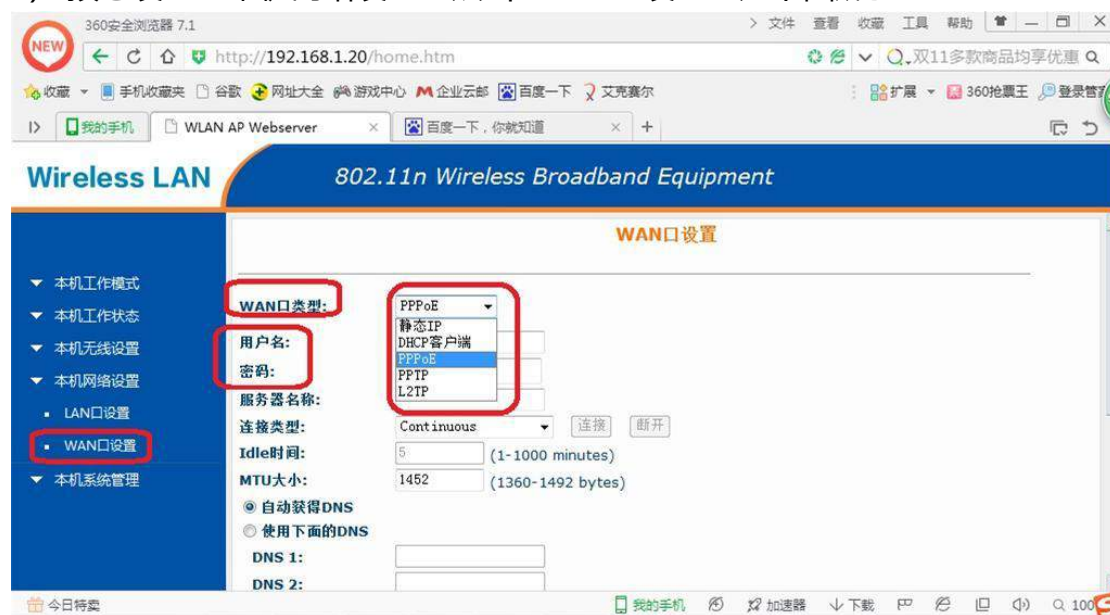 360安全浏览器 7.1
文件 查看 收藏 工具 帮助
NEW
http://192.168.1.20/home.htm
双11多款商品均享优惠
收藏 手机收藏夹 谷歌 网址大全 游戏中心 企业云邮 百度一下 艾克赛尔 扩展 360抢票王 登录管
我的手机 WLAN AP Webserver 百度一下，你就知道
Wireless LAN
802.11n Wireless Broadband Equipment
WAN口设置
本机工作模式
本机工作状态
本机无线设置
本机网络设置
LAN口设置
WAN口设置
本机系统管理
WAN口类型: PPPoE
静态IP
DHCP客户端
PPPoE
PPTP
L2TP
用户名:
密码:
服务器名称:
连接类型: Continuous 连接 断开
Idle时间: 5 (1-1000 minutes)
MTU大小: 1452 (1360-1492 bytes)
自动获得DNS
使用下面的DNS
DNS 1:
DNS 2:
今日特卖
我的手机 加速器 下载 100